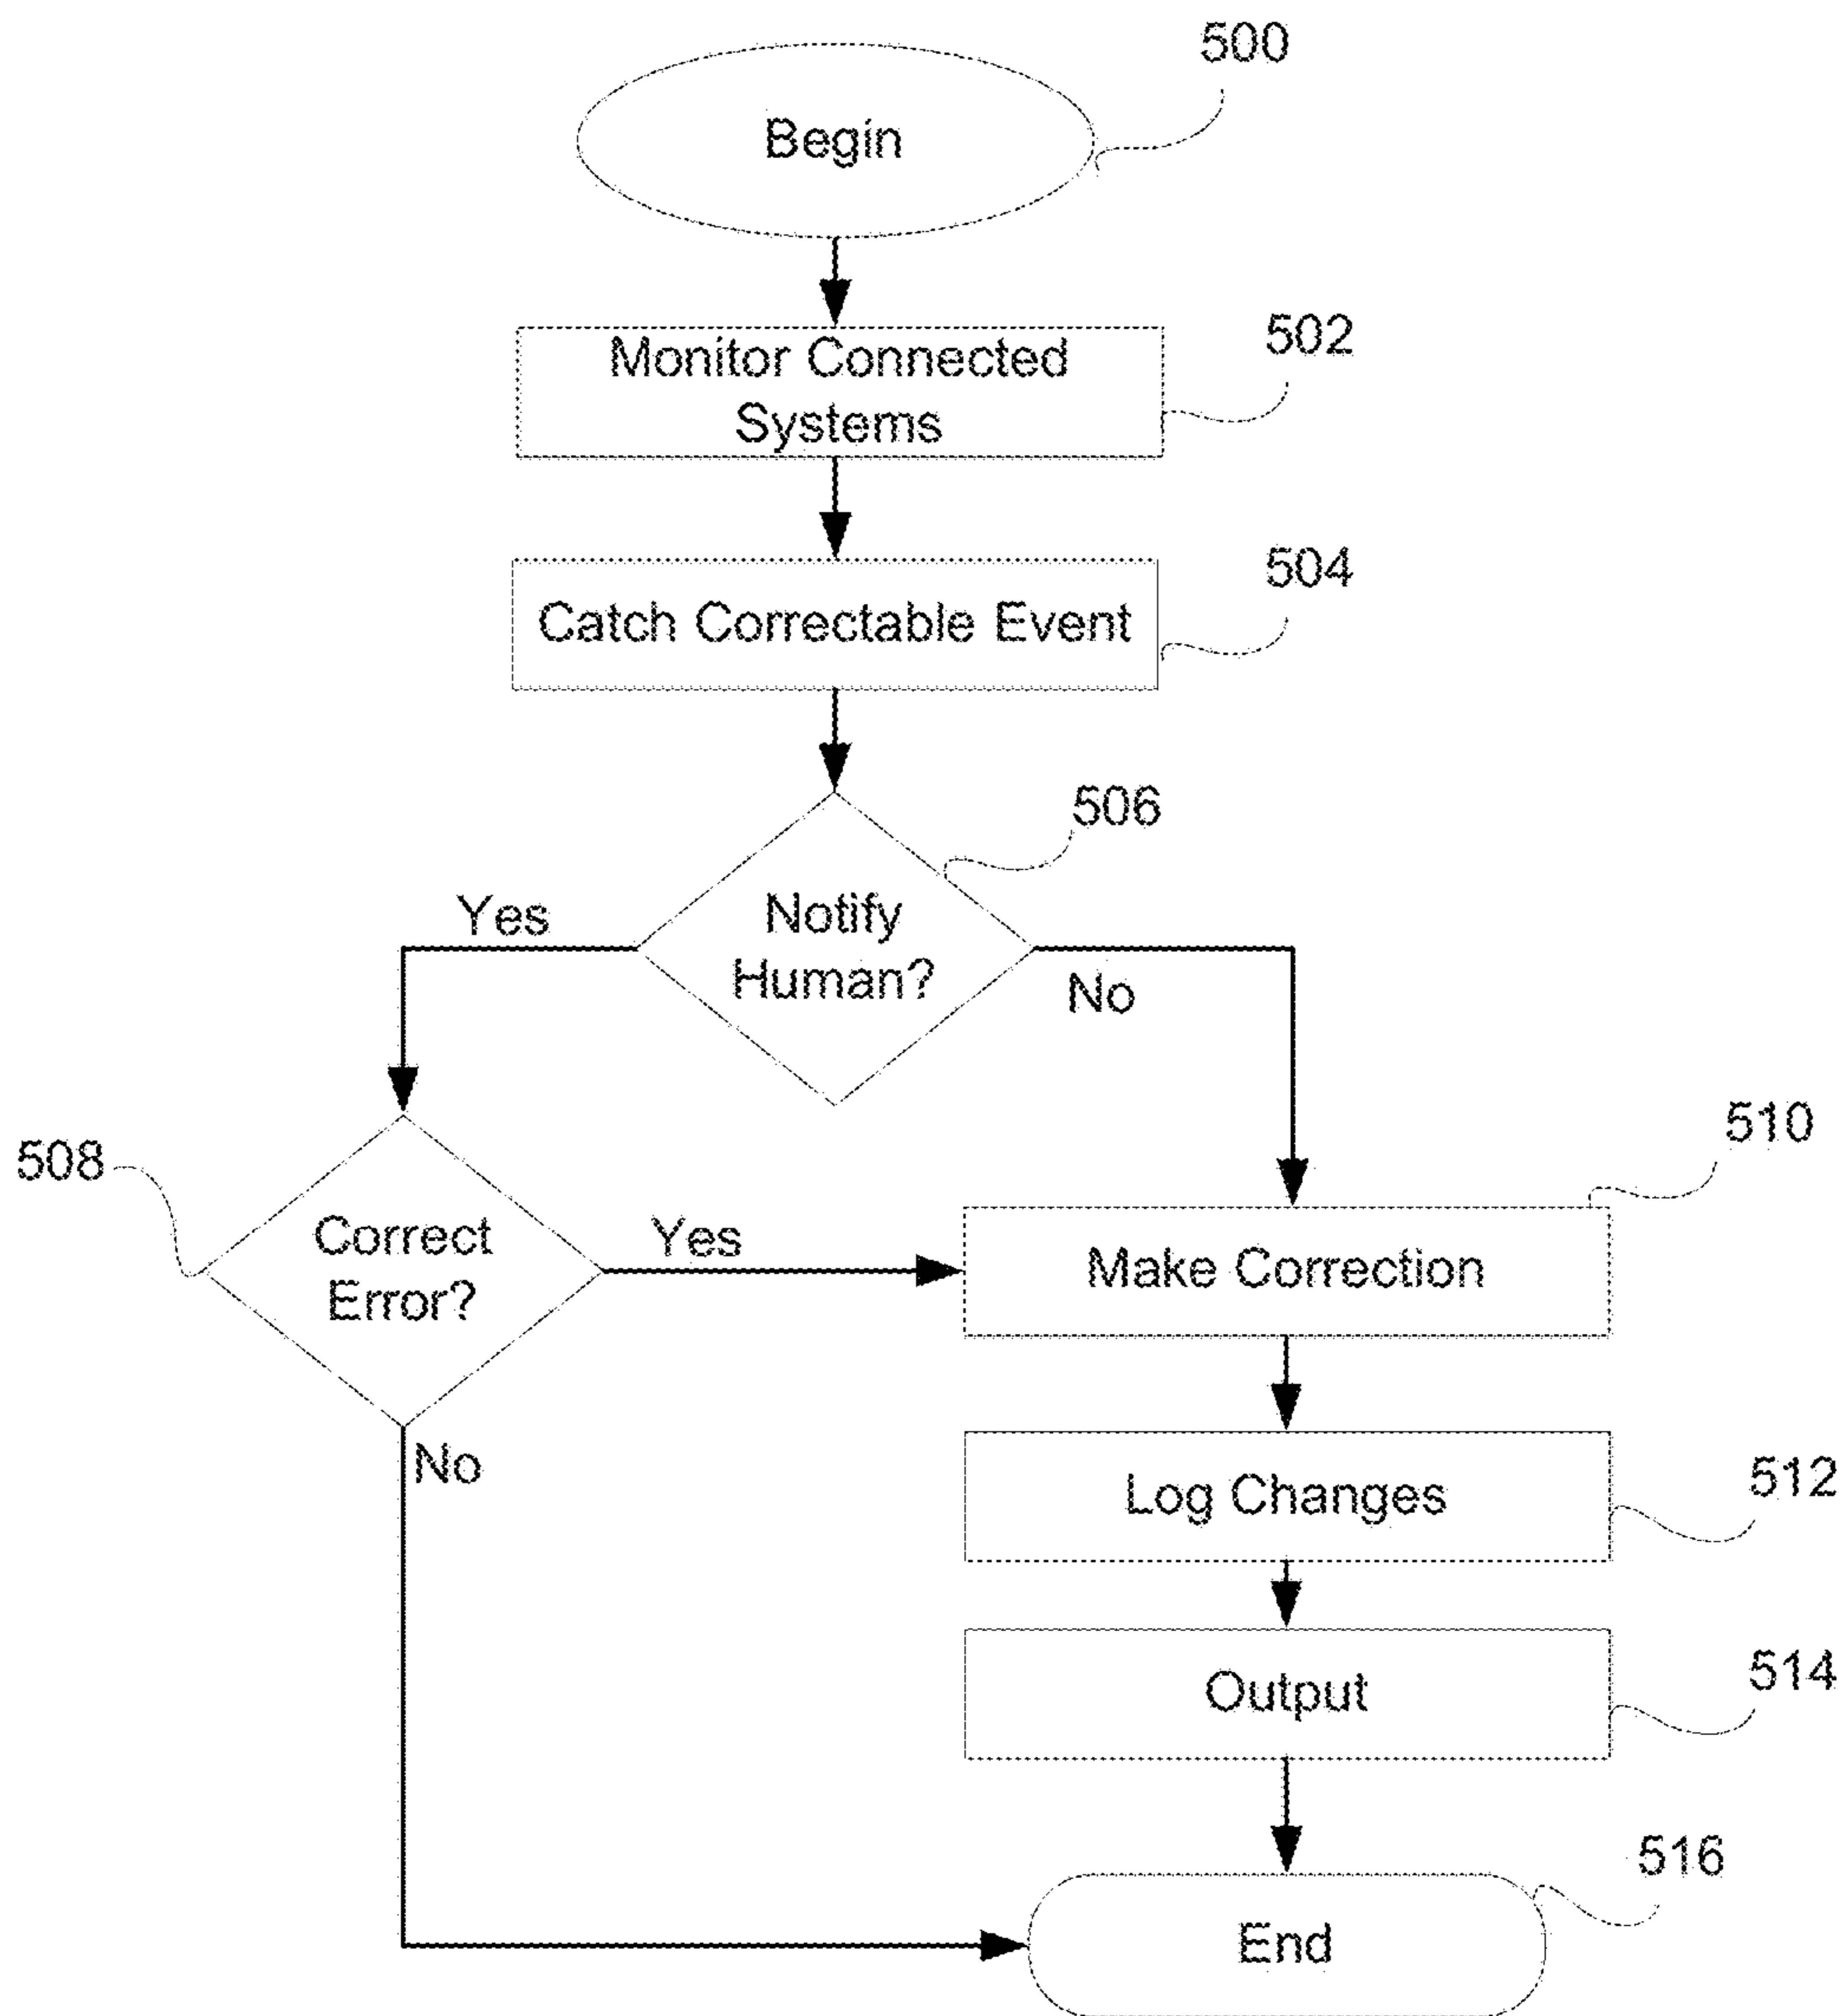 500
Begin
502
Monitor Connected
Systems
504
Catch Correctable Event
506
Yes
Notify
Human?
No
508
Correct
Error?
Yes
510
Make Correction
No
Log Changes
512
Output
514
516
End